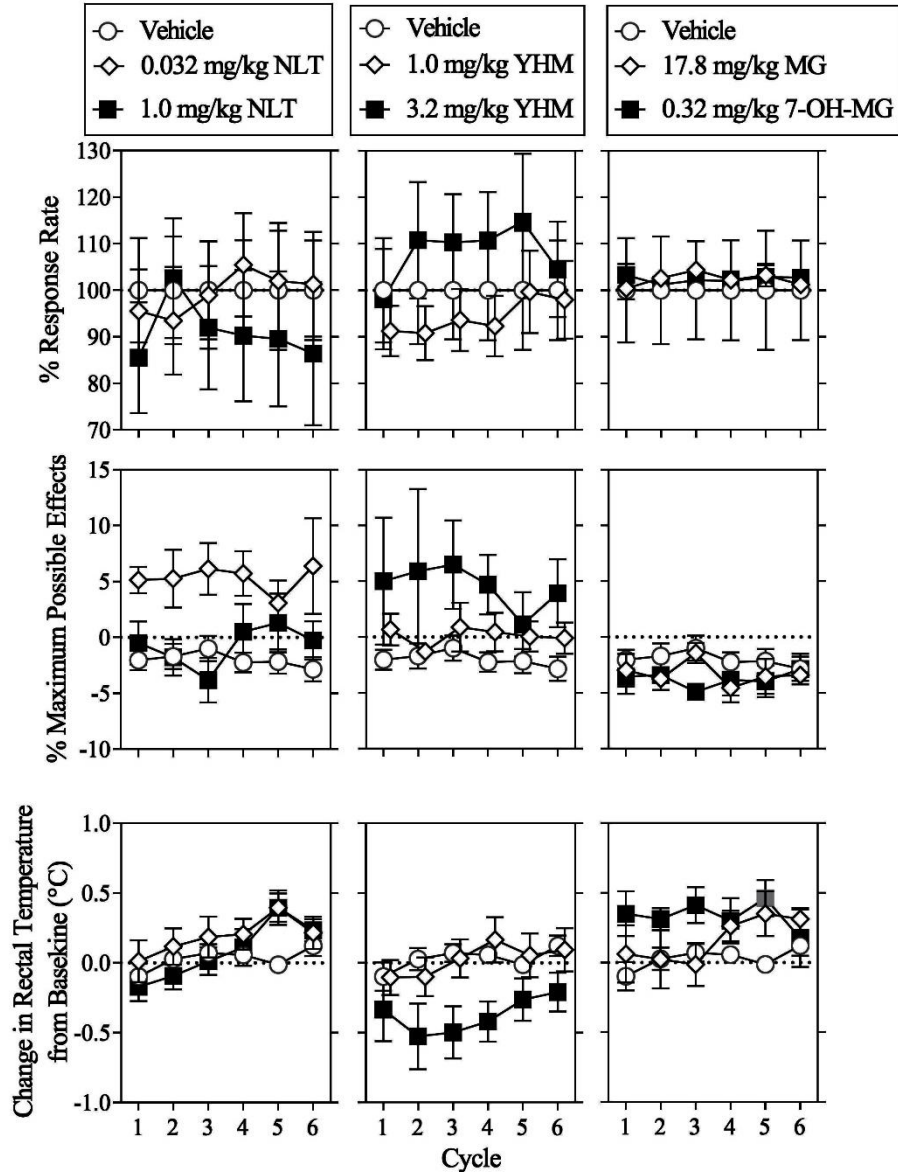 Vehicle
0.032 mg/kg NLT
1.0 mg/kg NLT
Vehicle
1.0 mg/kg YHM
3.2 mg/kg YHM
Vehicle
17.8 mg/kg MG
0.32 mg/kg 7-OH-MG
% Response Rate
130
120
110
100
90
80
70
% Maximum Possible Effects
15
10
5
0
-5
-10
Change in Rectal Temperature
from Basekine (°C)
1.0
0.5
0.0
-0.5
-1.0
1 2 3 4 5 6
1 2 3 4 5 6
1 2 3 4 5 6
Cycle